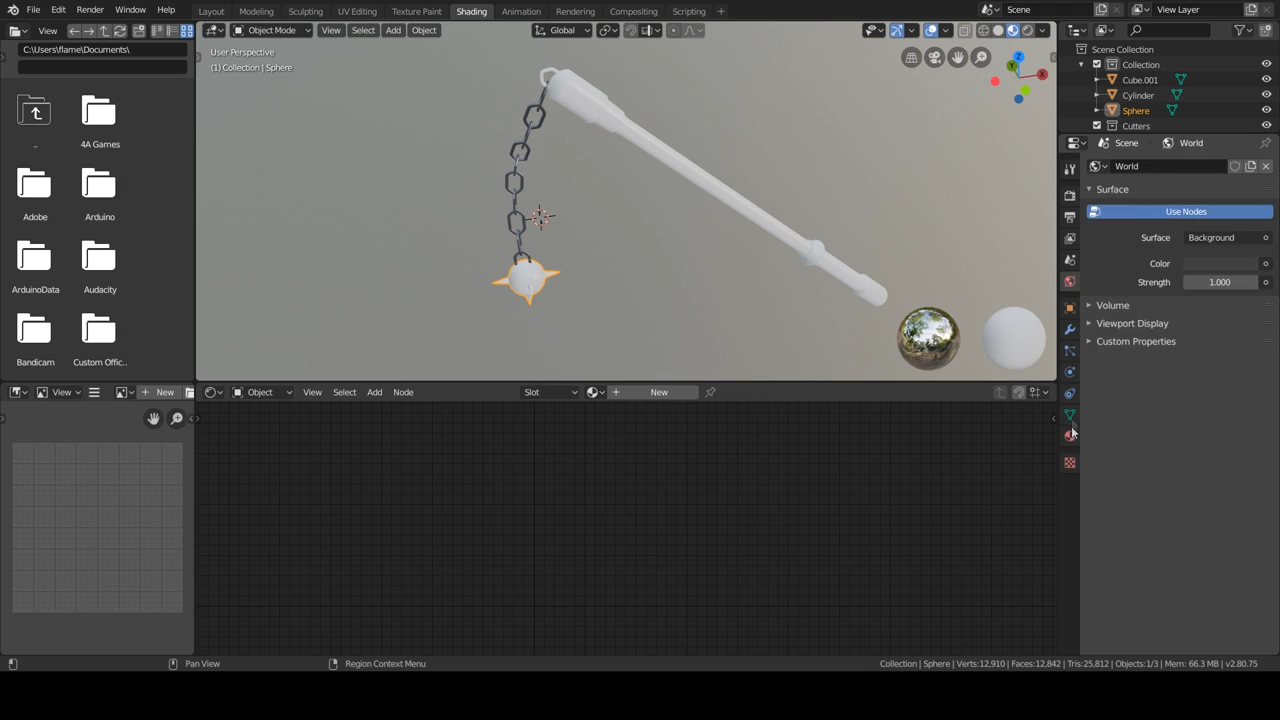 File Edit Render Window Help Layout Modeling Sculpting UV Editing Texture Paint Shading Animation Rendering Compositing Scripting + Scene View Layer
View
C:\Users\flame\Documents\
..
4A Games
Adobe
Arduino
ArduinoData
Audacity
Bandicam
Custom Offic...
Object Mode View Select Add Object Global
User Perspective
(1) Collection | Sphere
Z
Y
X
Scene Collection
Collection
Cube.001
Cylinder
Sphere
Cutters
Scene World
World
Surface
Use Nodes
Surface Background
Color
Strength 1.000
Volume
Viewport Display
Custom Properties
View New
Object View Select Add Node Slot New
Pan View
Region Context Menu
Collection | Sphere | Verts:12,910 | Faces:12,842 | Tris:25,812 | Objects:1/3 | Mem: 66.3 MB | v2.80.75